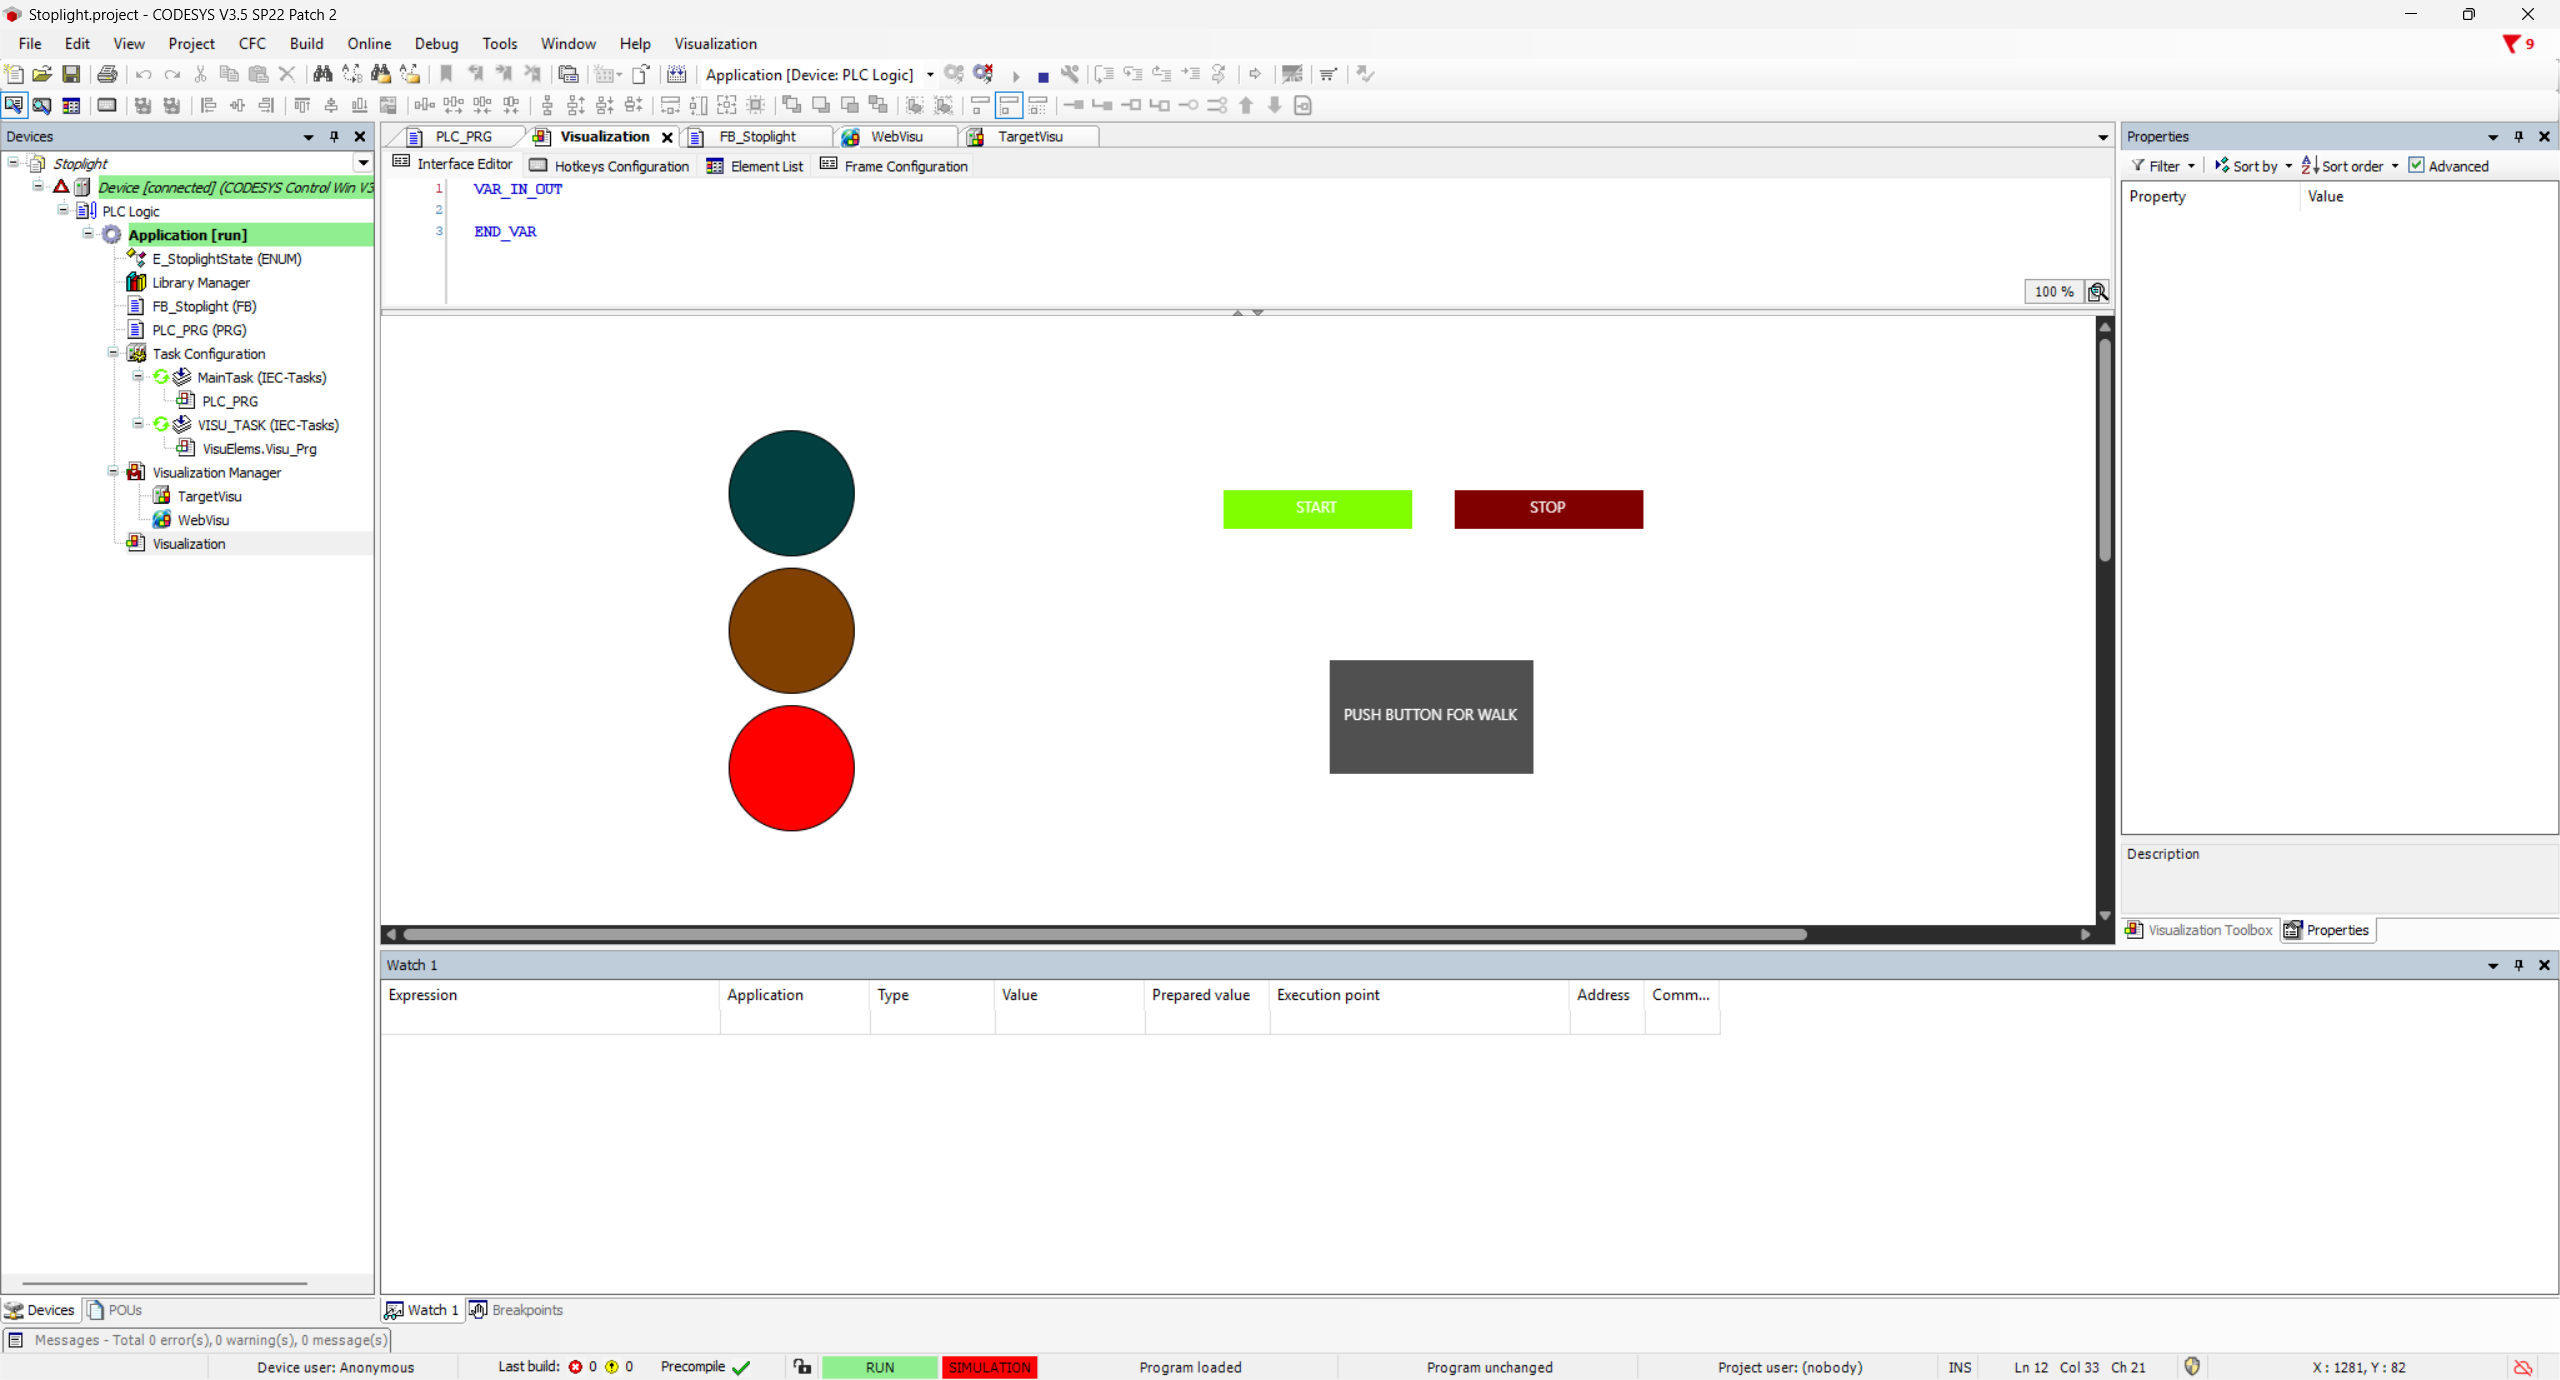 Stoplight.project - CODESYS V3.5 SP22 Patch 2
File Edit View Project CFC Build Online Debug Tools Window Help Visualization
9
Application [Device: PLC Logic]
Devices
Stoplight
Device [connected] (CODESYS Control Win V3
PLC Logic
Application [run]
E_StoplightState (ENUM)
Library Manager
FB_Stoplight (FB)
PLC_PRG (PRG)
Task Configuration
MainTask (IEC-Tasks)
PLC_PRG
VISU_TASK (IEC-Tasks)
VisuElems.Visu_Prg
Visualization Manager
TargetVisu
WebVisu
Visualization
Devices POUs
PLC_PRG Visualization FB_Stoplight WebVisu TargetVisu
Interface Editor Hotkeys Configuration Element List Frame Configuration
1 VAR_IN_OUT
2
3 END_VAR
100 %
START STOP
PUSH BUTTON FOR WALK
Properties
Filter Sort by Sort order Advanced
Property Value
Description
Visualization Toolbox Properties
Watch 1
Expression Application Type Value Prepared value Execution point Address Comm...
Watch 1 Breakpoints
Messages - Total 0 error(s), 0 warning(s), 0 message(s)
Device user: Anonymous Last build: 0 0 Precompile RUN SIMULATION Program loaded Program unchanged Project user: (nobody) INS Ln 12 Col 33 Ch 21 X: 1281, Y: 82